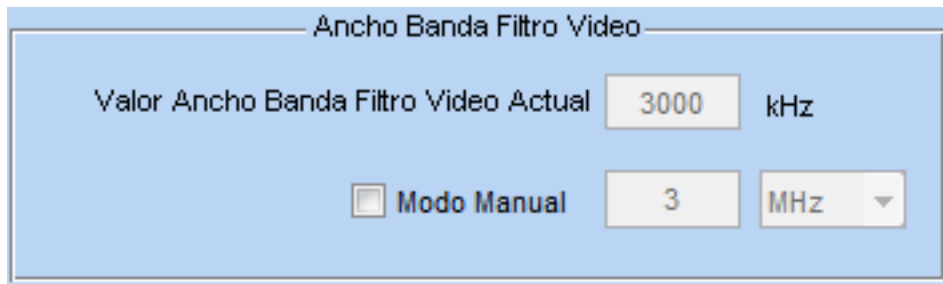 Ancho Banda Filtro Video
Valor Ancho Banda Filtro Video Actual 3000 kHz
Modo Manual 3 MHz